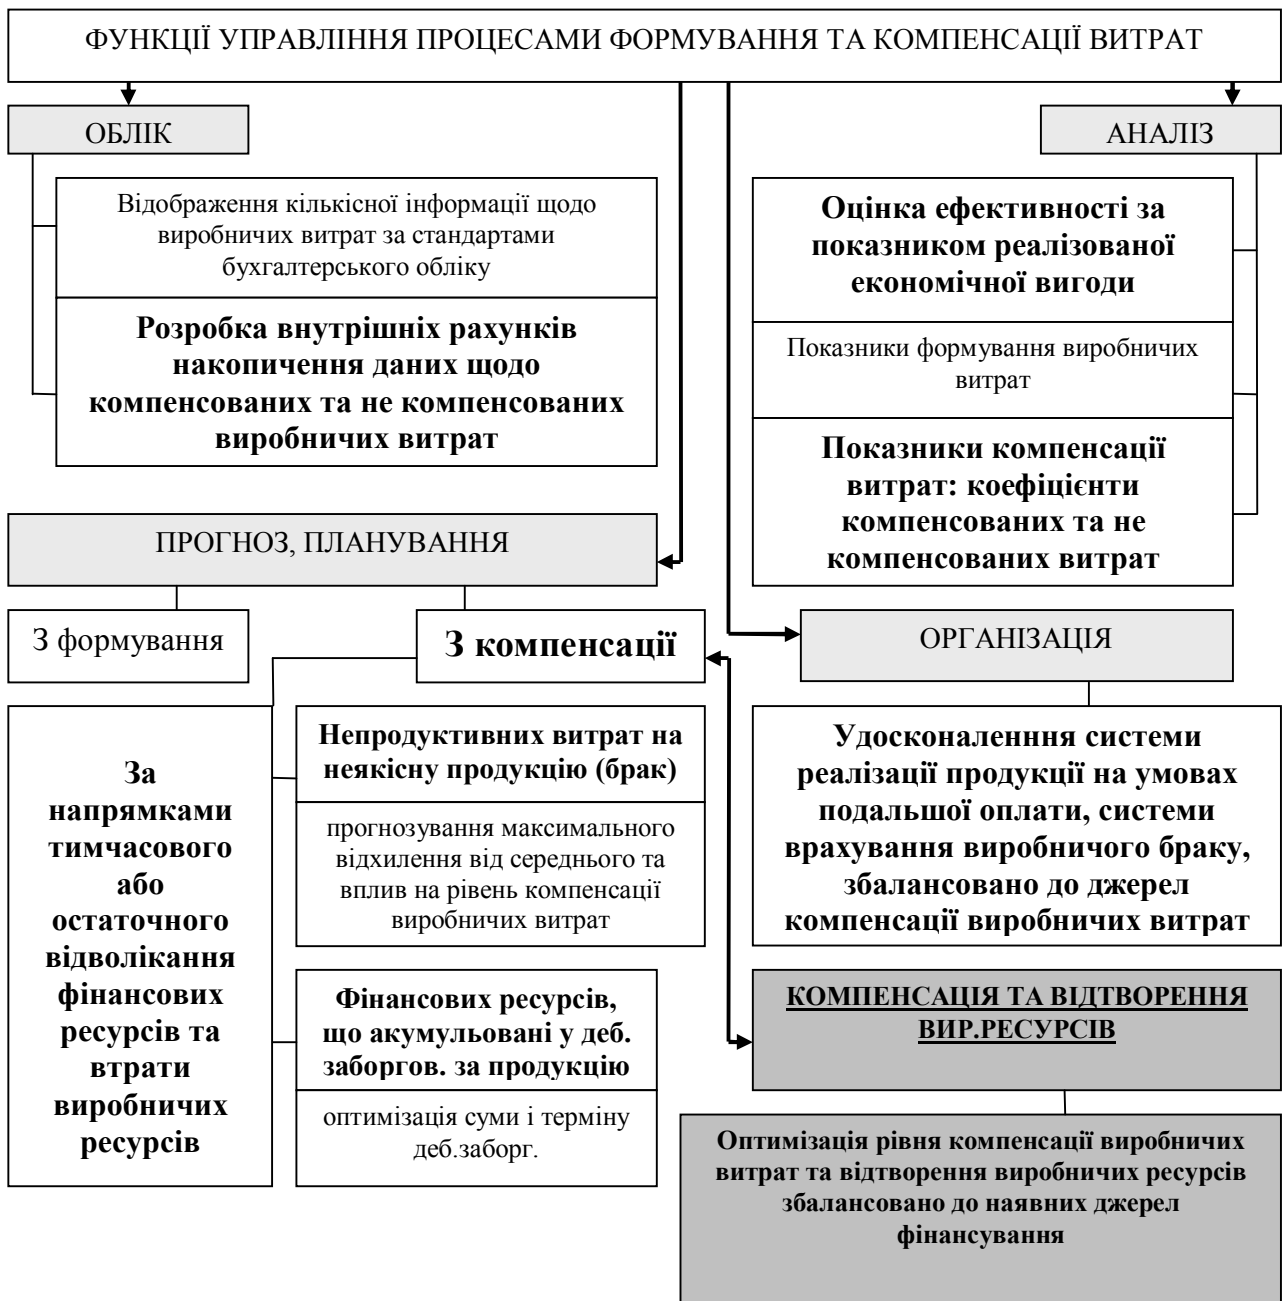 ФУНКЦІЇ УПРАВЛІННЯ ПРОЦЕСАМИ ФОРМУВАННЯ ТА КОМПЕНСАЦІЇ ВИТРАТ
ОБЛІК
Відображення кількісної інформації щодо
виробничих витрат за стандартами
бухгалтерського обліку
Розробка внутрішніх рахунків
накопичення даних щодо
компенсованих та не компенсованих
виробничих витрат
АНАЛІЗ
Оцінка ефективності за
показником реалізованої
економічної вигоди
Показники формування виробничих
витрат
Показники компенсації
витрат: коефіцієнти
компенсованих та не
компенсованих витрат
ПРОГНОЗ, ПЛАНУВАННЯ
З формування
З компенсації
За
напрямками
тимчасового
або
остаточного
відволікання
фінансових
ресурсів та
втрати
виробничих
ресурсів
Непродуктивних витрат на
неякісну продукцію (брак)
прогнозування максимального
відхилення від середнього та
вплив на рівень компенсації
виробничих витрат
Фінансових ресурсів,
що акумульовані у деб.
заборгов. за продукцію
оптимізація суми і терміну
деб.заборг.
ОРГАНІЗАЦІЯ
Удосконаленння системи
реалізації продукції на умовах
подальшої оплати, системи
врахування виробничого браку,
збалансовано до джерел
компенсації виробничих витрат
КОМПЕНСАЦІЯ ТА ВІДТВОРЕННЯ
ВИР.РЕСУРСІВ
Оптимізація рівня компенсації виробничих
витрат та відтворення виробничих ресурсів
збалансовано до наявних джерел
фінансування